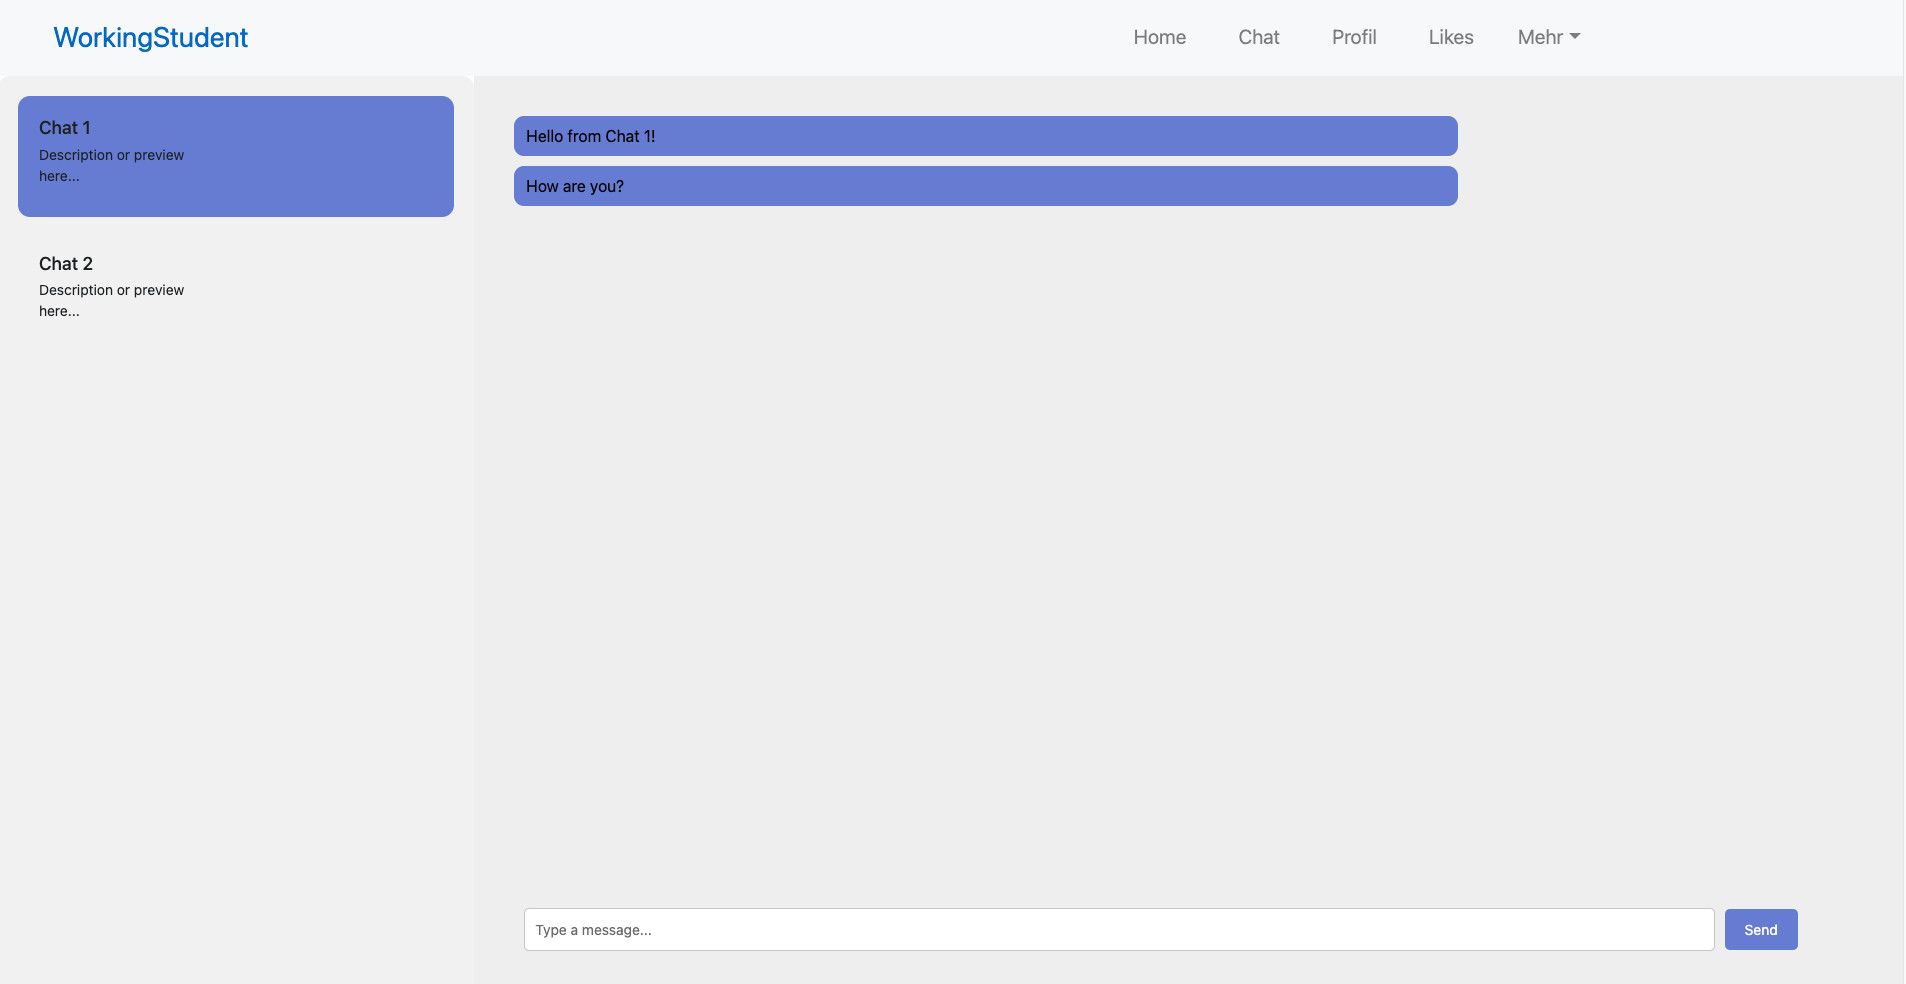 WorkingStudent
Home Chat Profil Likes Mehr
Chat 1
Description or preview
here...
Chat 2
Description or preview
here...
Hello from Chat 1!
How are you?
Type a message...
Send